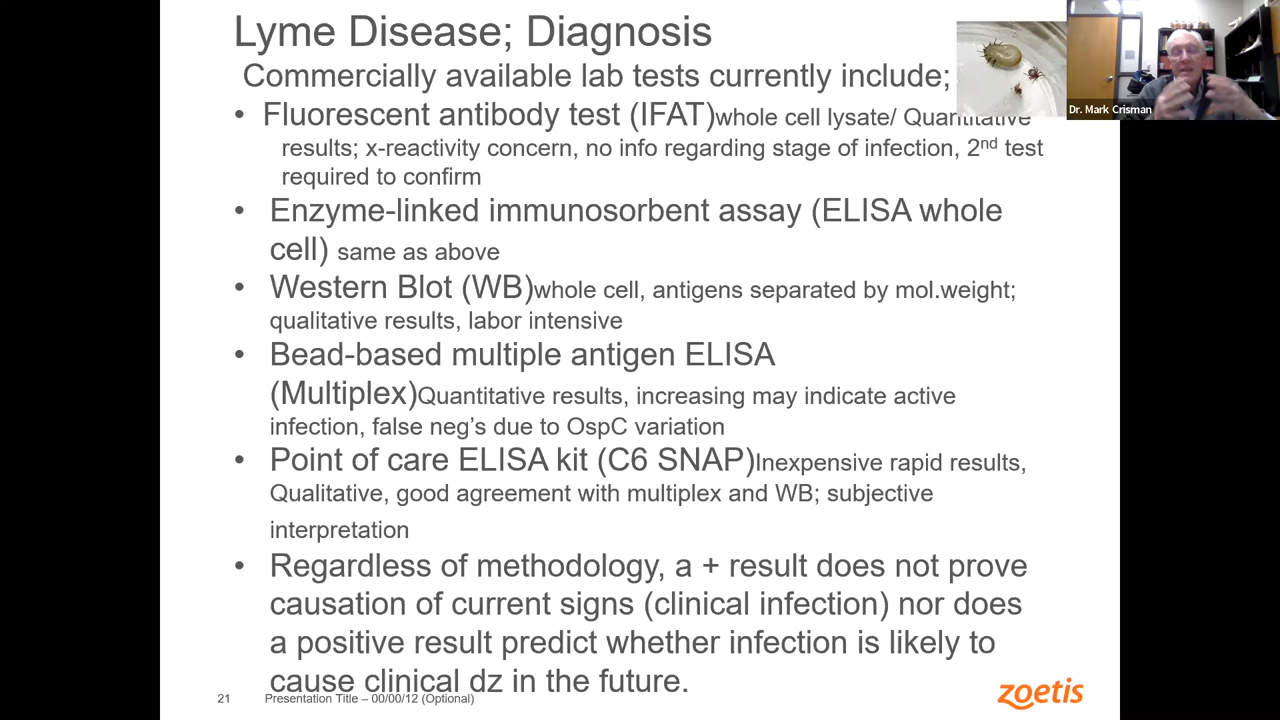 Lyme Disease; Diagnosis
Commercially available lab tests currently include;
Dr. Mark Crisman
• Fluorescent antibody test (IFAT)whole cell lysate/ Quantitative
results; x-reactivity concern, no info regarding stage of infection, 2nd test
required to confirm
• Enzyme-linked immunosorbent assay (ELISA whole
cell) same as above
• Western Blot (WB)whole cell, antigens separated by mol.weight;
qualitative results, labor intensive
• Bead-based multiple antigen ELISA
(Multiplex)Quantitative results, increasing may indicate active
infection, false neg’s due to OspC variation
• Point of care ELISA kit (C6 SNAP)Inexpensive rapid results,
Qualitative, good agreement with multiplex and WB; subjective
interpretation
• Regardless of methodology, a + result does not prove
causation of current signs (clinical infection) nor does
a positive result predict whether infection is likely to
cause clinical dz in the future.
21 Presentation Title – 00/00/12 (Optional)
zoetis